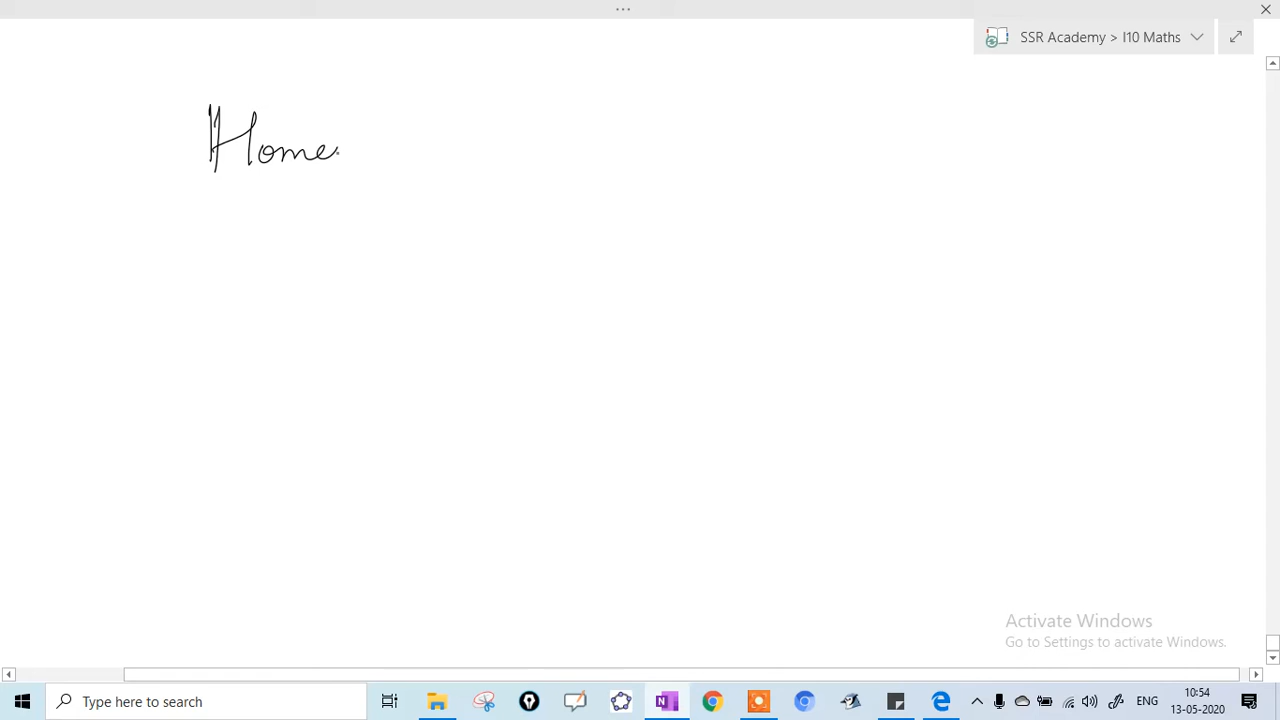 SSR Academy > I10 Maths
Home
Activate Windows
Go to Settings to activate Windows.
Type here to search
ENG
10:54
13-05-2020